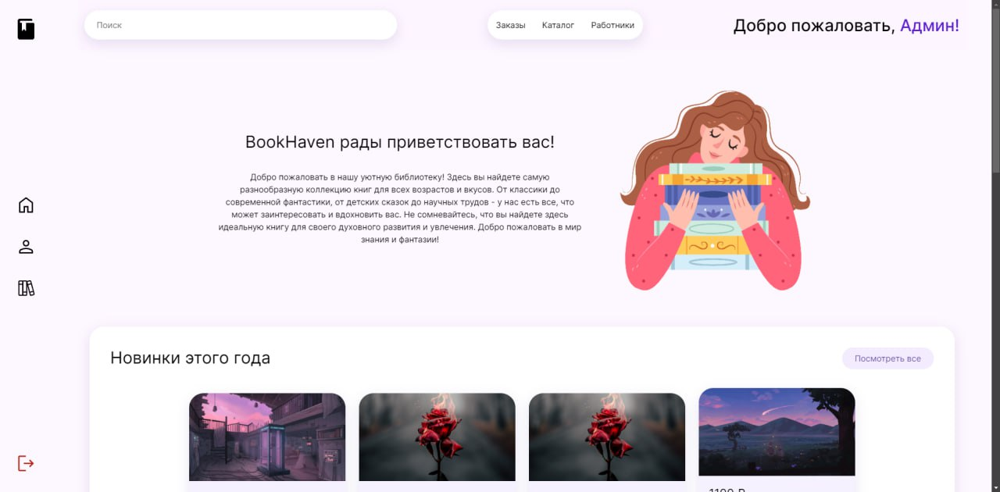 Поиск
Заказы Каталог Работники
Добро пожаловать, Админ!
BookHaven рады приветствовать вас!
Добро пожаловать в нашу уютную библиотеку! Здесь вы найдете самую
разнообразную коллекцию книг для всех возрастов и вкусов. От классики до
современной фантастики, от детских сказок до научных трудов - у нас есть все, что
может заинтересовать и вдохновить вас. Не сомневайтесь, что вы найдете здесь
идеальную книгу для своего духовного развития и увлечения. Добро пожаловать в мир
знания и фантазии!
Новинки этого года
Посмотреть все
1100 ₽